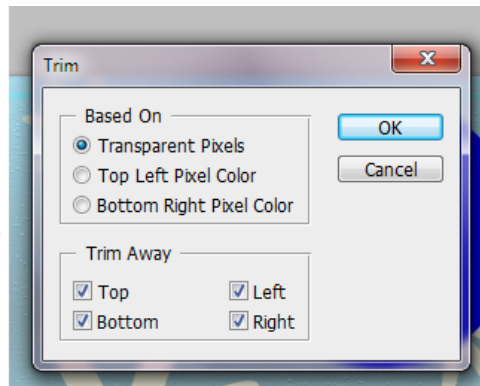 Trim
Based On
Transparent Pixels
Top Left Pixel Color
Bottom Right Pixel Color
OK
Cancel
Trim Away
Top Left
Bottom Right